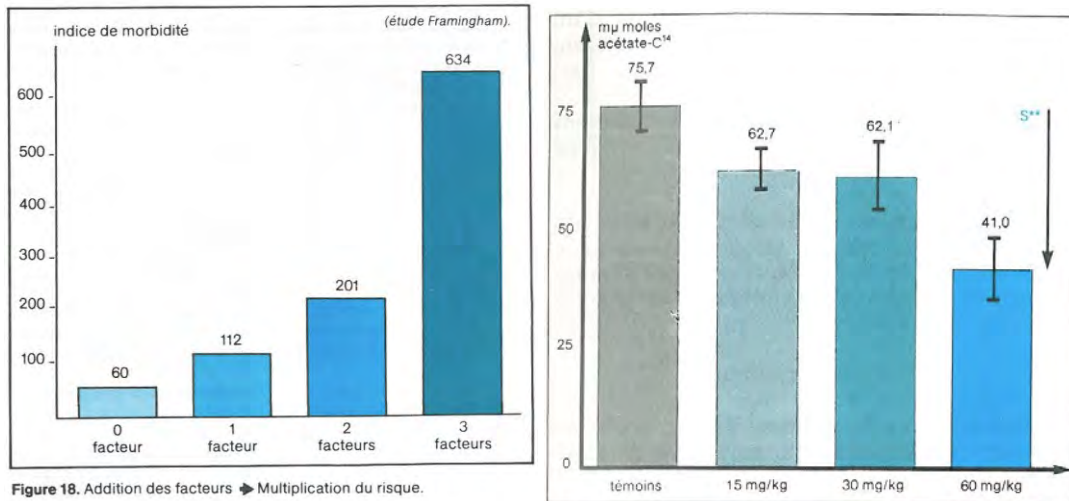 indice de morbidité
(étude Framingham).
600
500
400
300
200
100
60
112
201
634
0
facteur
1
facteur
2
facteurs
3
facteurs
Figure 18. Addition des facteurs ➧ Multiplication du risque.
mµ moles
acétate-C¹⁴
75
50
25
0
75,7
62,7
62,1
41,0
S**
témoins
15 mg/kg
30 mg/kg
60 mg/kg